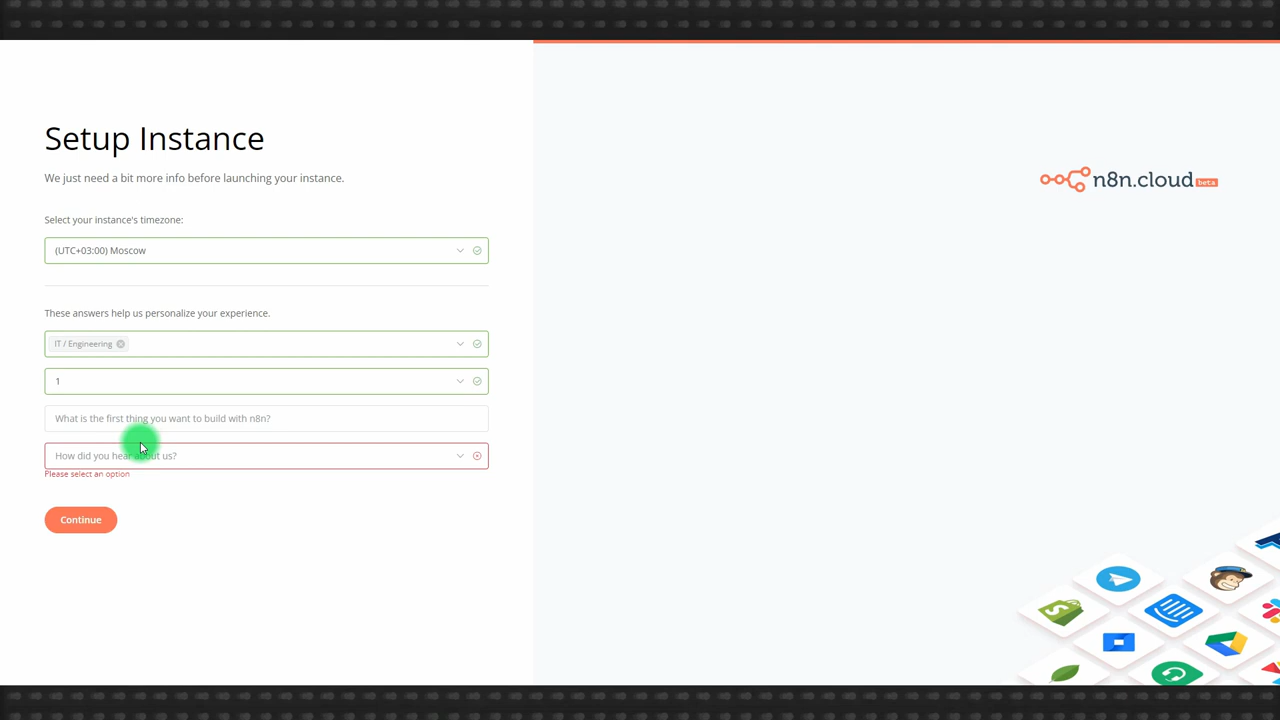 Setup Instance
We just need a bit more info before launching your instance.
n8n.cloud beta
Select your instance's timezone:
(UTC+03:00) Moscow
These answers help us personalize your experience.
IT / Engineering
1
What is the first thing you want to build with n8n?
How did you hear about us?
Please select an option
Continue